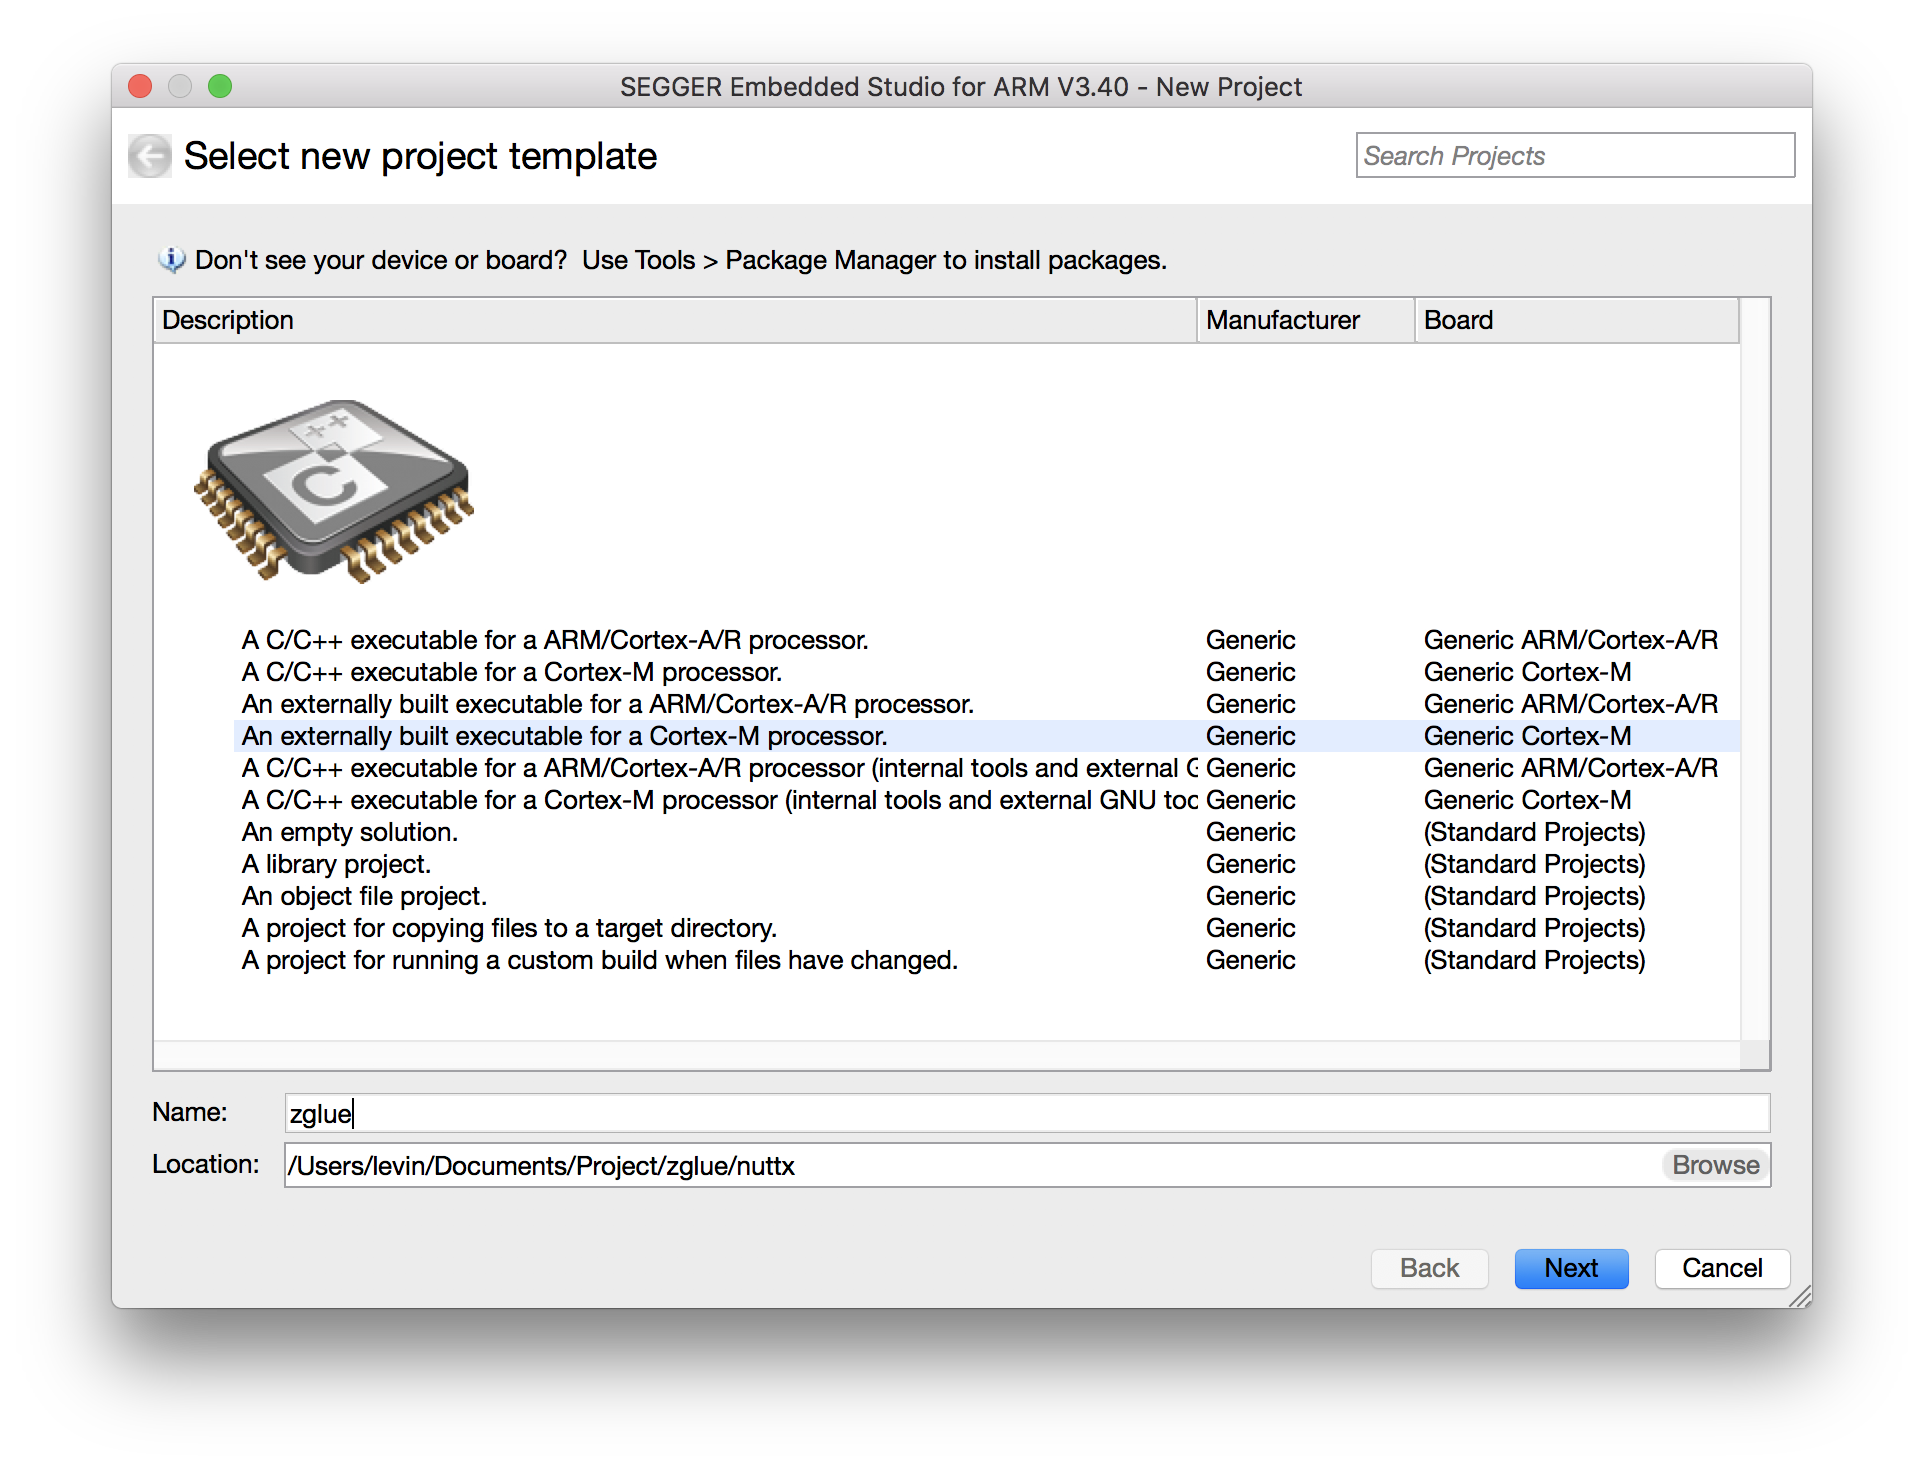 SEGGER Embedded Studio for ARM V3.40 - New Project
Select new project template
Search Projects
Don't see your device or board?  Use Tools > Package Manager to install packages.
Description Manufacturer Board
++
C
A C/C++ executable for a ARM/Cortex-A/R processor. Generic Generic ARM/Cortex-A/R
A C/C++ executable for a Cortex-M processor. Generic Generic Cortex-M
An externally built executable for a ARM/Cortex-A/R processor. Generic Generic ARM/Cortex-A/R
An externally built executable for a Cortex-M processor. Generic Generic Cortex-M
A C/C++ executable for a ARM/Cortex-A/R processor (internal tools and external Generic Generic ARM/Cortex-A/R
A C/C++ executable for a Cortex-M processor (internal tools and external GNU Generic Generic Cortex-M
An empty solution. Generic (Standard Projects)
A library project. Generic (Standard Projects)
An object file project. Generic (Standard Projects)
A project for copying files to a target directory. Generic (Standard Projects)
A project for running a custom build when files have changed. Generic (Standard Projects)
Name: zglue
Location: /Users/levin/Documents/Project/zglue/nuttx Browse
Back Next Cancel